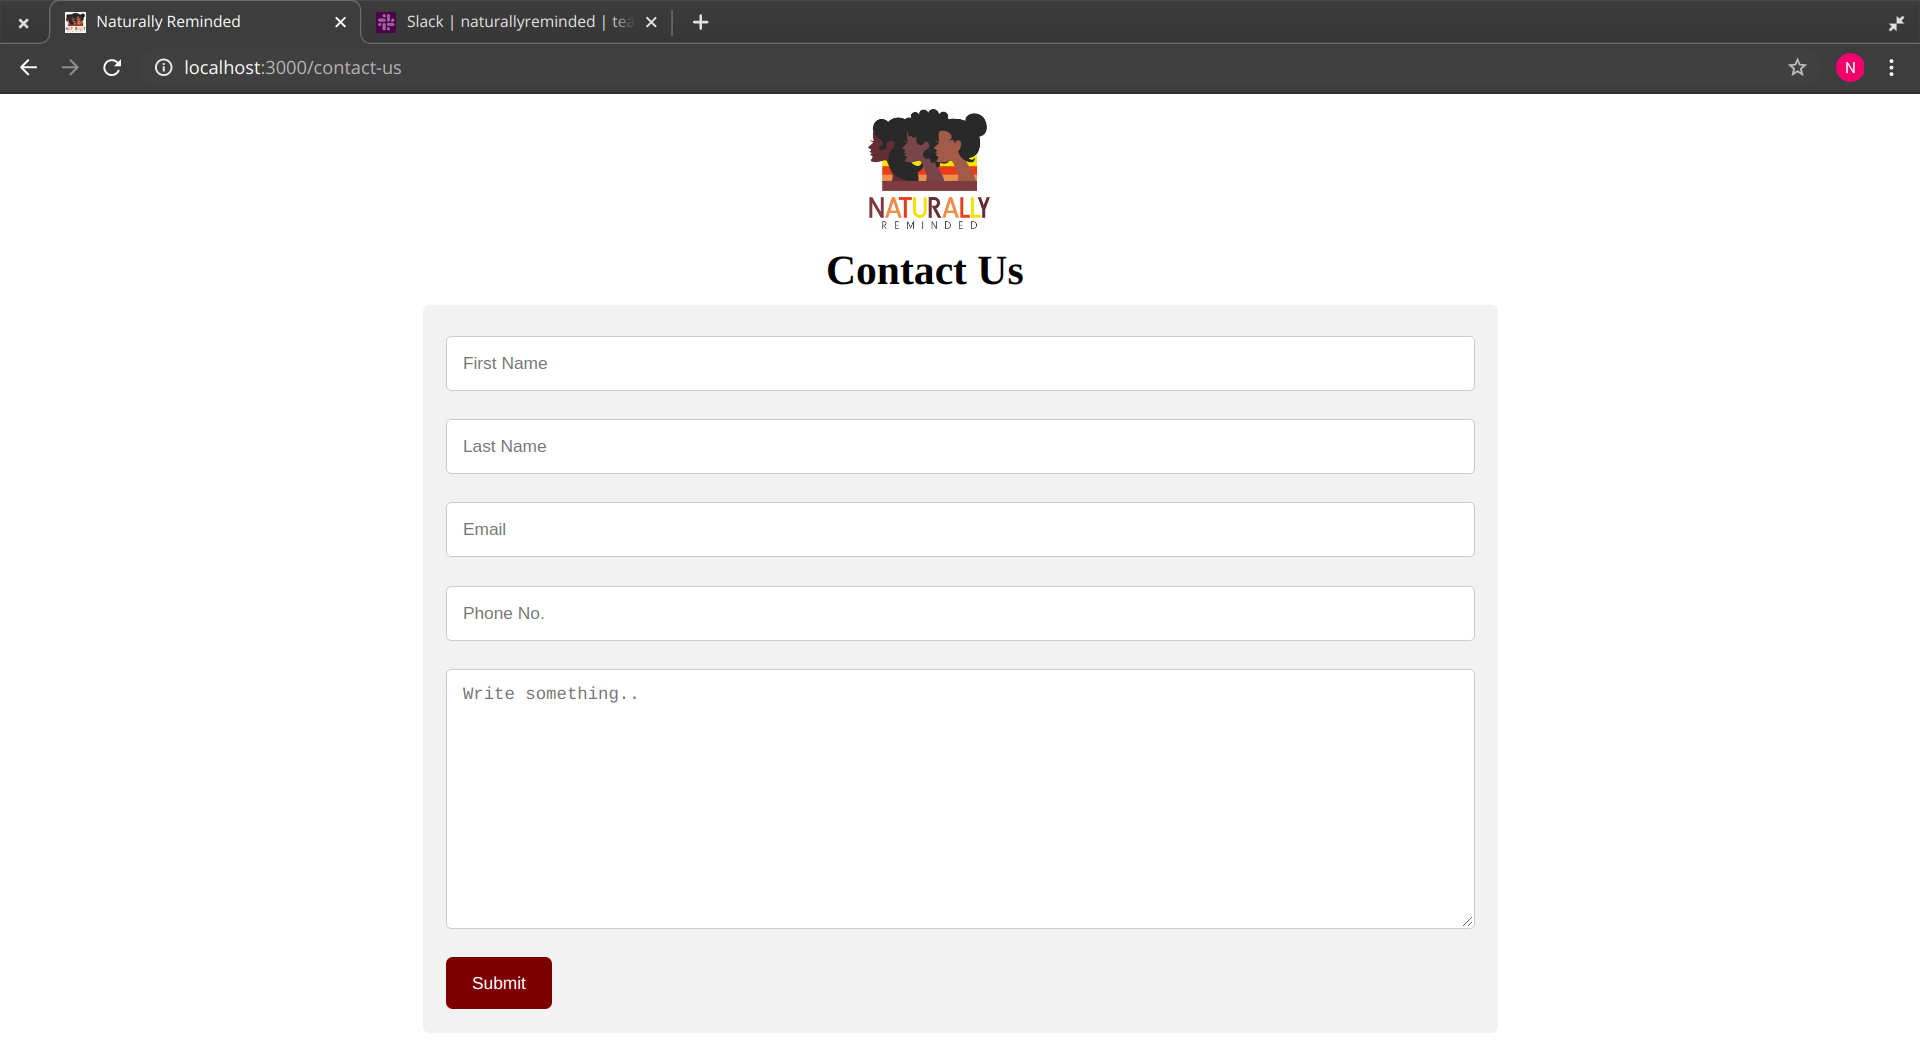 Naturally Reminded
Slack | naturallyreminded | tea
localhost:3000/contact-us
N
NATURALLY
REMINDED
Contact Us
First Name
Last Name
Email
Phone No.
Write something..
Submit